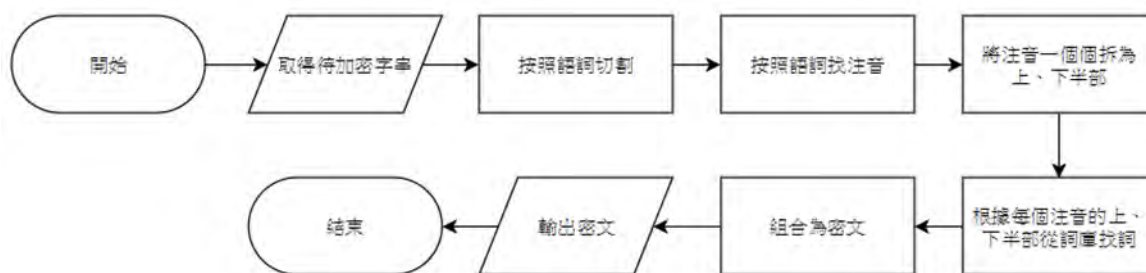 開始
取得待加密字串
按照語詞切割
按照語詞找注音
將注音一個個拆為
上、下半部
根據每個注音的上、
下半部從詞庫找詞
組合為密文
輸出密文
結束